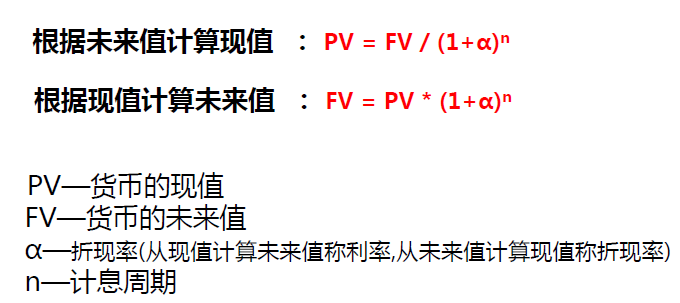 根据未来值计算现值 : PV = FV / (1+α)ⁿ
根据现值计算未来值 : FV = PV * (1+α)ⁿ
PV—货币的现值
FV—货币的未来值
α—折现率(从现值计算未来值称利率,从未来值计算现值称折现率)
n—计息周期